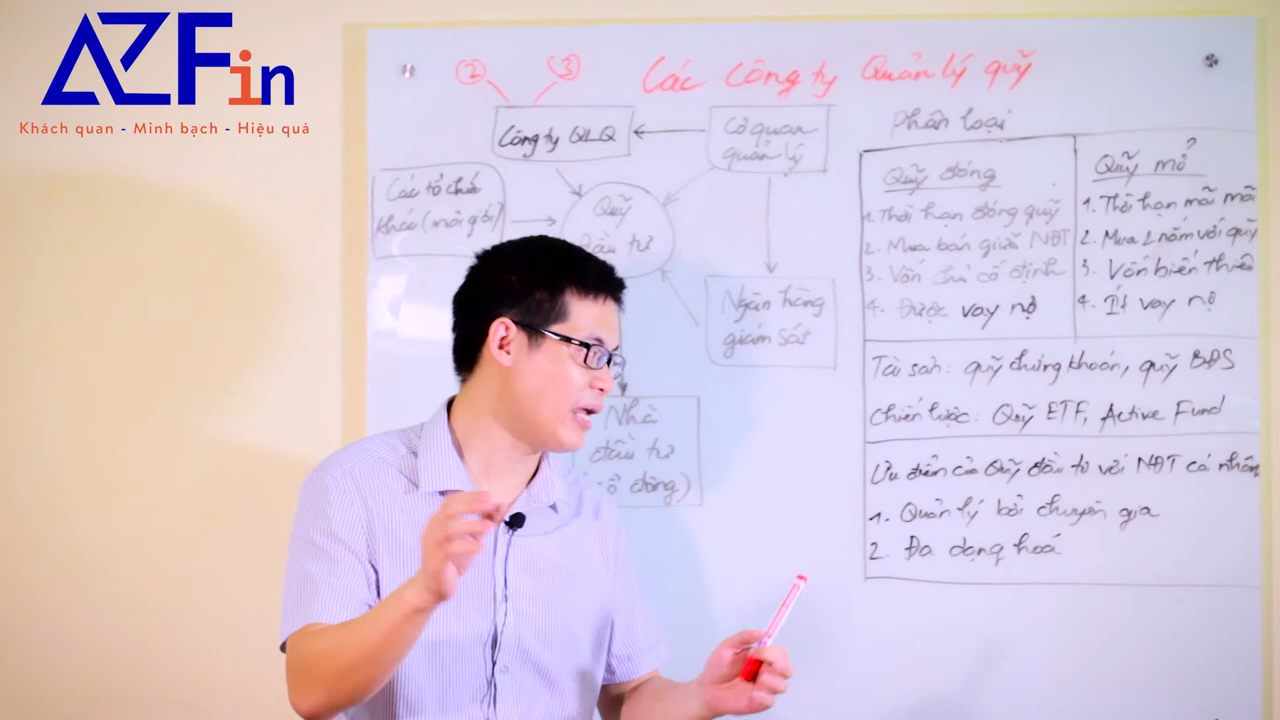 AZFin
Khách quan - Minh bạch - Hiệu quả
Các Công ty Quản lý quỹ
② ③
Công ty QLQ
Cơ quan
quản lý
Các tổ chức
khác (môi giới)
Quỹ
đầu tư
Ngân hàng
giám sát
Nhà
đầu tư
ổ đông)
Phân loại
Quỹ đóng
1. Thời hạn đóng quỹ
2. Mua bán giữa NĐT
3. Vốn chủ cố định
4. Được vay nợ
Quỹ mở
1. Thời hạn mãi mãi
2. Mua 2 năm với quỹ
3. Vốn biến thiên
4. Ít vay nợ
Tài sản: quỹ chứng khoán, quỹ BĐS
Chiến lược: Quỹ ETF, Active Fund
Ưu điểm của Quỹ đầu tư với NĐT cá nhân
1. Quản lý bởi chuyên gia
2. Đa dạng hoá